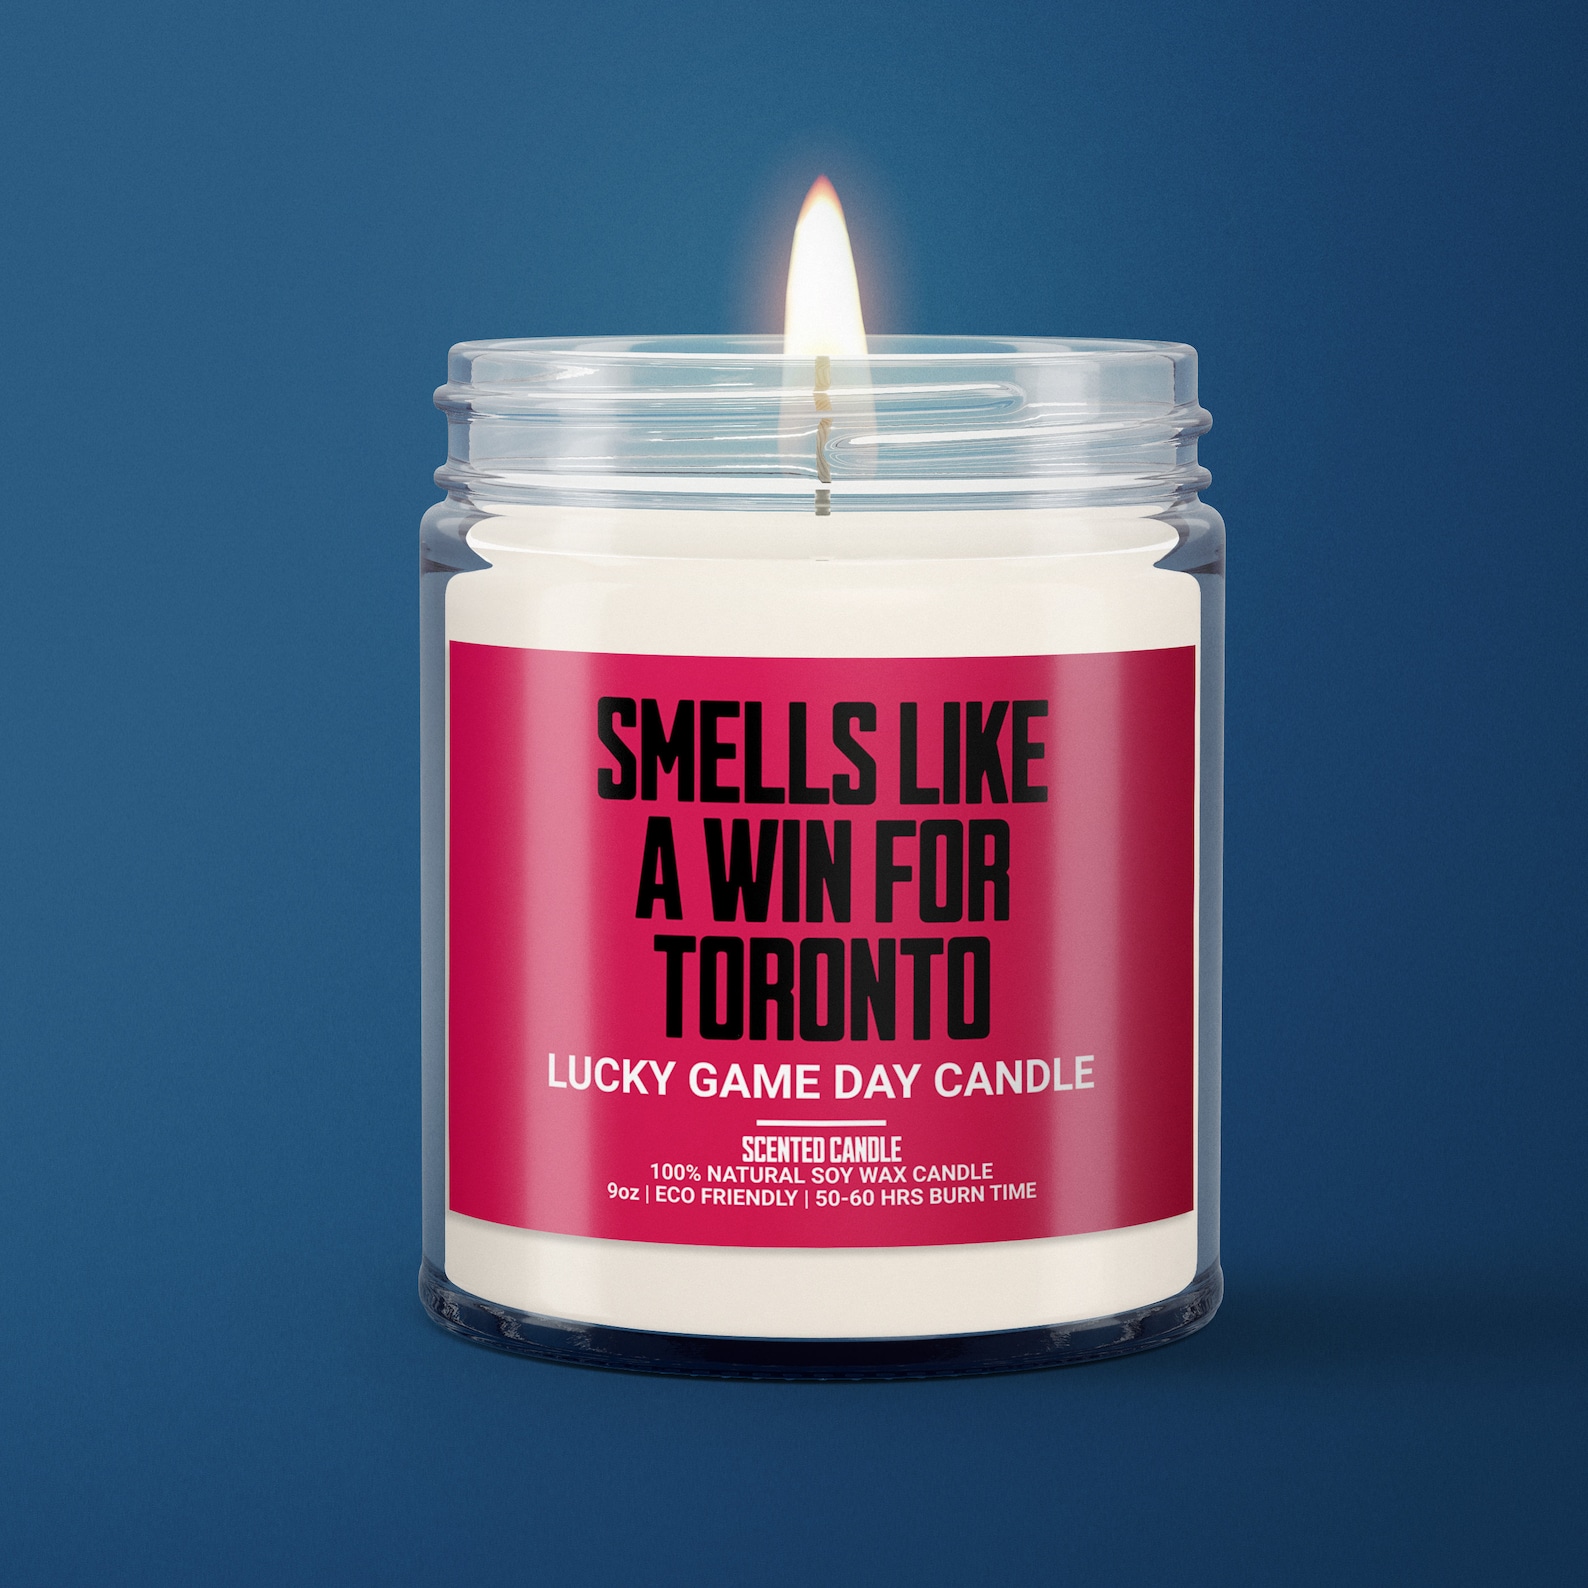 SMELLS LIKE
A WIN FOR
TORONTO
LUCKY GAME DAY CANDLE
SCENTED CANDLE
100% NATURAL SOY WAX CANDLE
9oz | ECO FRIENDLY | 50-60 HRS BURN TIME